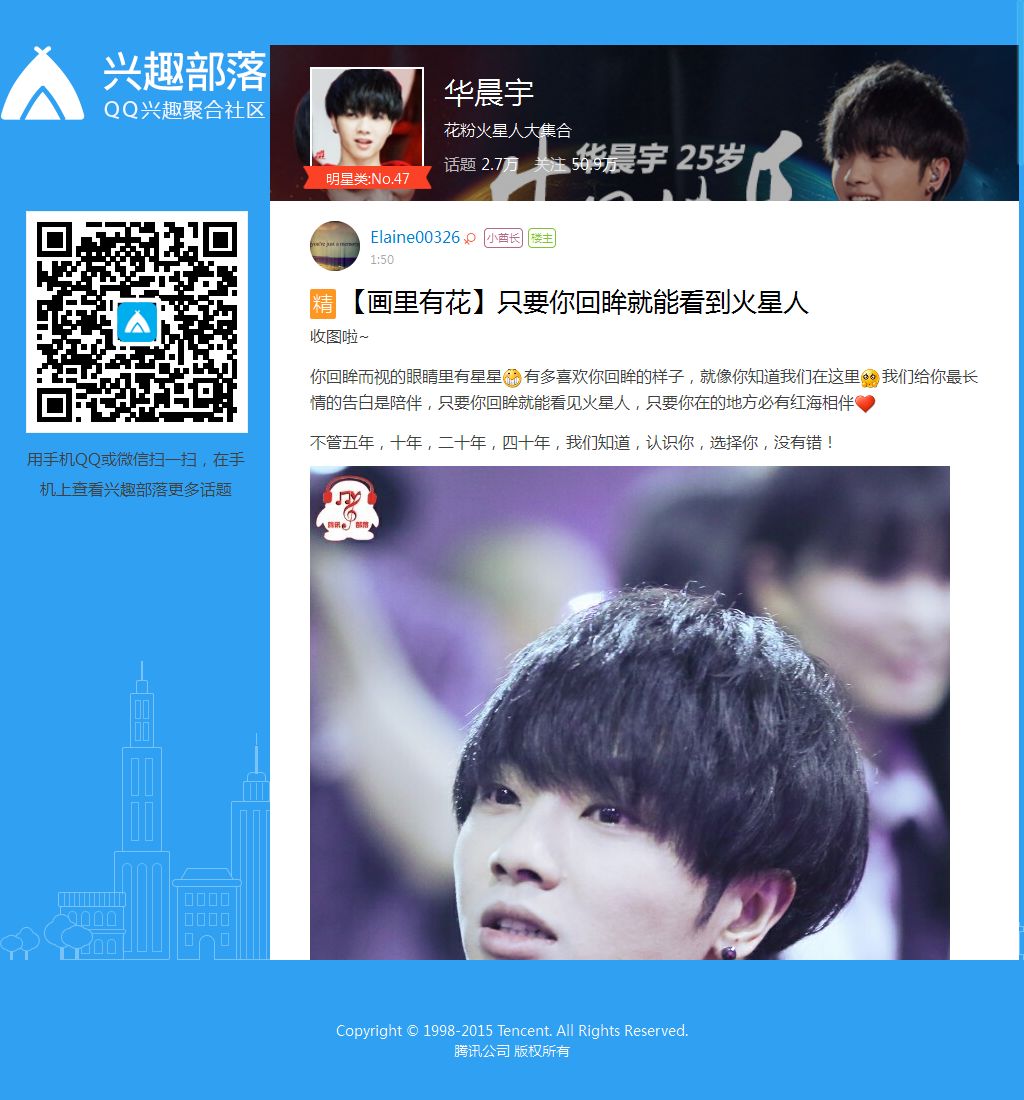 兴趣部落
QQ兴趣聚合社区
华晨宇
花粉火星人大集合
话题 2.7万 关注 50.9万
明星类:No.47
华晨宇 25岁
用手机QQ或微信扫一扫，在手
机上查看兴趣部落更多话题
Elaine00326 小酋长 楼主
1:50
精 【画里有花】只要你回眸就能看到火星人
收图啦~
你回眸而视的眼睛里有星星😁有多喜欢你回眸的样子，就像你知道我们在这里🥺我们给你最长
情的告白是陪伴，只要你回眸就能看见火星人，只要你在的地方必有红海相伴❤
不管五年，十年，二十年，四十年，我们知道，认识你，选择你，没有错！
腾讯 部落
Copyright © 1998-2015 Tencent. All Rights Reserved.
腾讯公司 版权所有